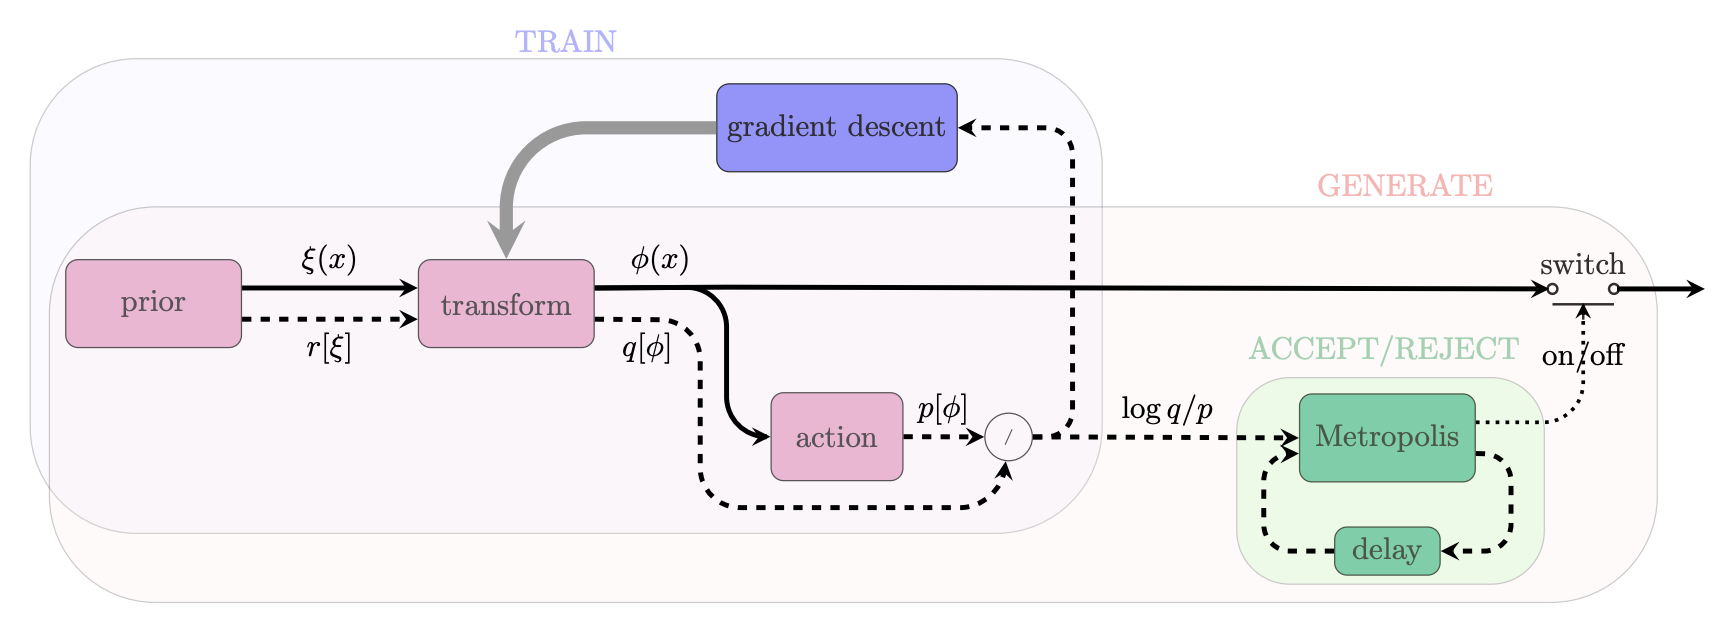 TRAIN
gradient descent
GENERATE
ξ(x)
ϕ(x)
switch
prior
transform
r[ξ]
q[ϕ]
ACCEPT/REJECT
on/off
p[ϕ]
log q/p
action
/
Metropolis
delay